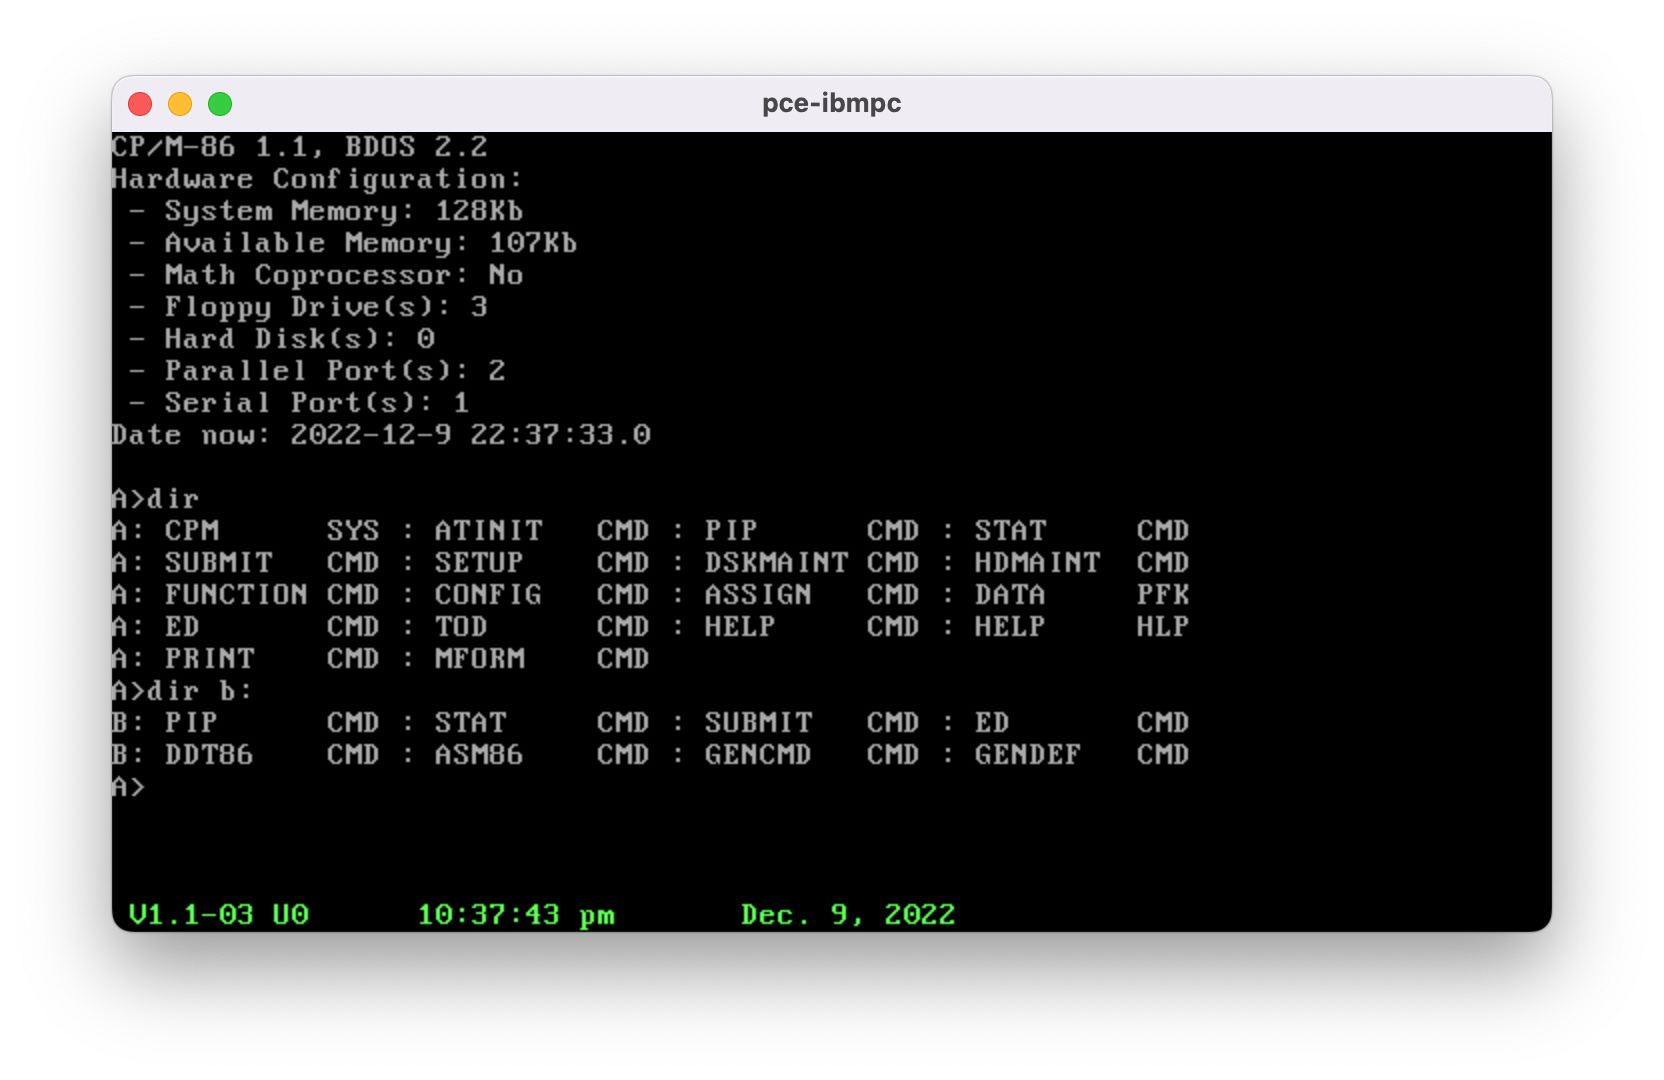 pce-ibmpc
CP/M-86 1.1, BDOS 2.2
Hardware Configuration:
 - System Memory: 128Kb
 - Available Memory: 107Kb
 - Math Coprocessor: No
 - Floppy Drive(s): 3
 - Hard Disk(s): 0
 - Parallel Port(s): 2
 - Serial Port(s): 1
Date now: 2022-12-9 22:37:33.0
A>dir
A: CPM      SYS : ATINIT   CMD : PIP      CMD : STAT     CMD
A: SUBMIT   CMD : SETUP    CMD : DSKMAINT CMD : HDMAINT  CMD
A: FUNCTION CMD : CONFIG   CMD : ASSIGN   CMD : DATA     PFK
A: ED       CMD : TOD      CMD : HELP     CMD : HELP     HLP
A: PRINT    CMD : MFORM    CMD
A>dir b:
B: PIP      CMD : STAT     CMD : SUBMIT   CMD : ED       CMD
B: DDT86    CMD : ASM86    CMD : GENCMD   CMD : GENDEF   CMD
A>
V1.1-03 U0      10:37:43 pm       Dec. 9, 2022